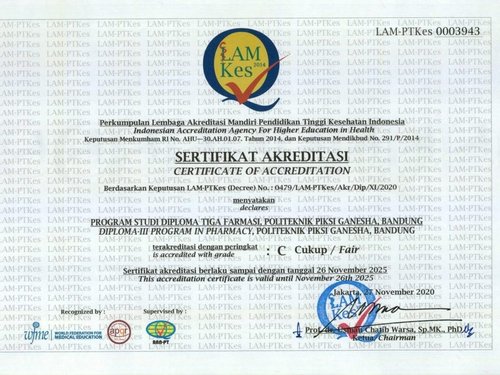 LAM-PTKes 0003943
LAM
PTKes 2014
Perkumpulan Lembaga Akreditasi Mandiri Pendidikan Tinggi Kesehatan Indonesia
Indonesian Accreditation Agency For Higher Education in Health
Keputusan Menkumham RI No. AHU-30.AH.01.07. Tahun 2014, dan Keputusan Mendikbud No. 291/P/2014
SERTIFIKAT AKREDITASI
CERTIFICATE OF ACCREDITATION
Berdasarkan Keputusan LAM-PTKes (Decree) No.: 0479/LAM-PTKes/Akr/Dip/XI/2020
menyatakan
declares
PROGRAM STUDI DIPLOMA TIGA FARMASI, POLITEKNIK PIKSI GANESHA, BANDUNG
DIPLOMA-III PROGRAM IN PHARMACY, POLITEKNIK PIKSI GANESHA, BANDUNG
terakreditasi dengan peringkat : C Cukup / Fair
is accredited with grade
Sertifikat akreditasi berlaku sampai dengan tanggal 26 November 2025
This accreditation certificate is valid until November 26th 2025
Jakarta, 27 November 2020
Recognized by : Supervised by :
wfme WORLD FEDERATION FOR MEDICAL EDUCATION
BAN-PT
Prof. dr. Usman Chatib Warsa, Sp.MK., PhD
Ketua, Chairman